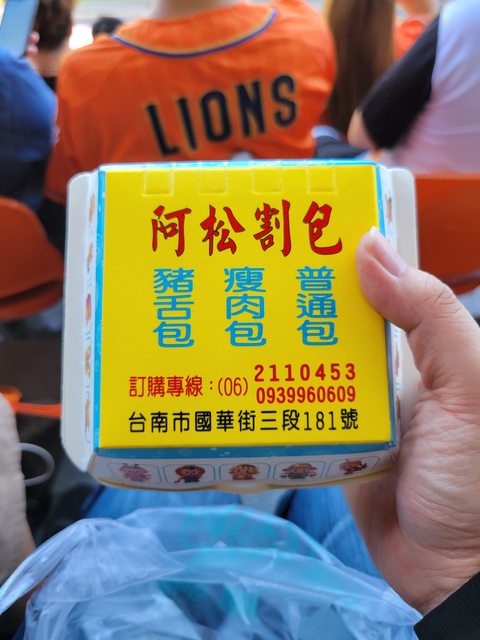 LIONS
阿松割包
普通包
瘦肉包
豬舌包
訂購專線：(06) 2110453
0939960609
台南市國華街三段181號